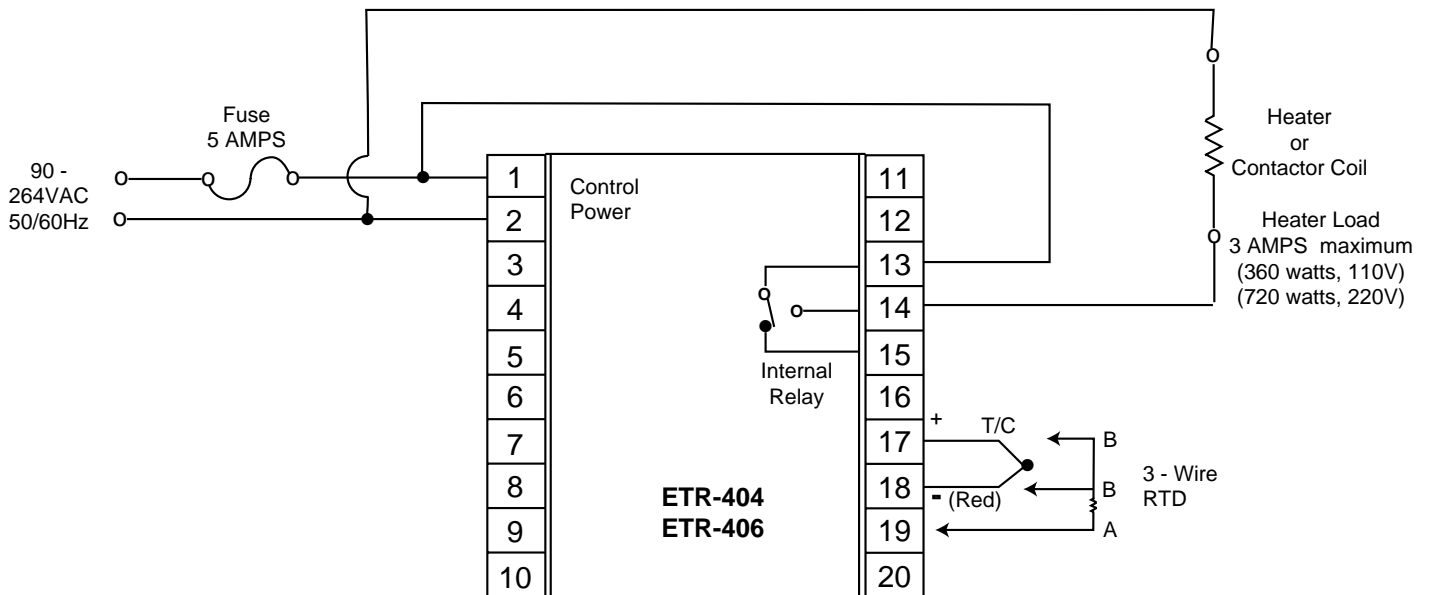 Fuse
5 AMPS
90 -
264VAC
50/60Hz
Heater
or
Contactor Coil
Heater Load
3 AMPS maximum
(360 watts, 110V)
(720 watts, 220V)
1
2
3
4
5
6
7
8
9
10
Control
Power
Internal
Relay
ETR-404
ETR-406
11
12
13
14
15
16
17
18
19
20
+
T/C
- (Red)
B
B
A
3 - Wire
RTD